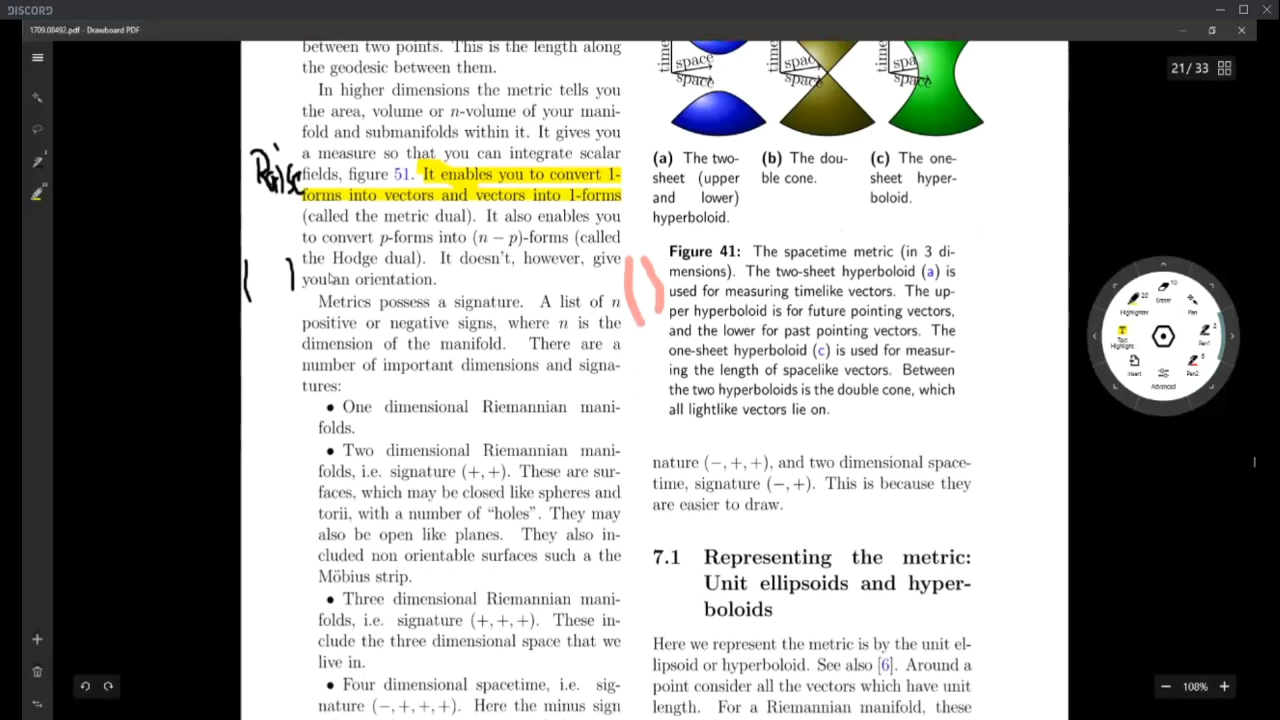 DISCORD
1709.08492.pdf - Drawboard PDF
21 / 33
between two points. This is the length along
the geodesic between them.
In higher dimensions the metric tells you
the area, volume or n-volume of your mani-
fold and submanifolds within it. It gives you
a measure so that you can integrate scalar
fields, figure 51. It enables you to convert 1-
forms into vectors and vectors into 1-forms
(called the metric dual). It also enables you
to convert p-forms into (n − p)-forms (called
the Hodge dual). It doesn't, however, give
you an orientation.
Metrics possess a signature. A list of n
positive or negative signs, where n is the
dimension of the manifold. There are a
number of important dimensions and signa-
tures:
• One dimensional Riemannian mani-
folds.
• Two dimensional Riemannian mani-
folds, i.e. signature (+, +). These are sur-
faces, which may be closed like spheres and
torii, with a number of “holes”. They may
also be open like planes. They also in-
cluded non orientable surfaces such a the
Möbius strip.
• Three dimensional Riemannian mani-
folds, i.e. signature (+, +, +). These in-
clude the three dimensional space that we
live in.
• Four dimensional spacetime, i.e. sig-
nature (−, +, +, +). Here the minus sign
time
space
space
time
space
space
time
spa
space
(a) The two-
sheet (upper
and lower)
hyperboloid.
(b) The dou-
ble cone.
(c) The one-
sheet hyper-
boloid.
Figure 41: The spacetime metric (in 3 di-
mensions). The two-sheet hyperboloid (a) is
used for measuring timelike vectors. The up-
per hyperboloid is for future pointing vectors,
and the lower for past pointing vectors. The
one-sheet hyperboloid (c) is used for measur-
ing the length of spacelike vectors. Between
the two hyperboloids is the double cone, which
all lightlike vectors lie on.
nature (−, +, +), and two dimensional space-
time, signature (−, +). This is because they
are easier to draw.
7.1 Representing the metric:
Unit ellipsoids and hyper-
boloids
Here we represent the metric is by the unit el-
lipsoid or hyperboloid. See also [6]. Around a
point consider all the vectors which have unit
length. For a Riemannian manifold, these
20
Highlighter
10
Eraser
Pan
2
Pen1
6
Pen2
Advanced
Insert
Text
Highlight
108%